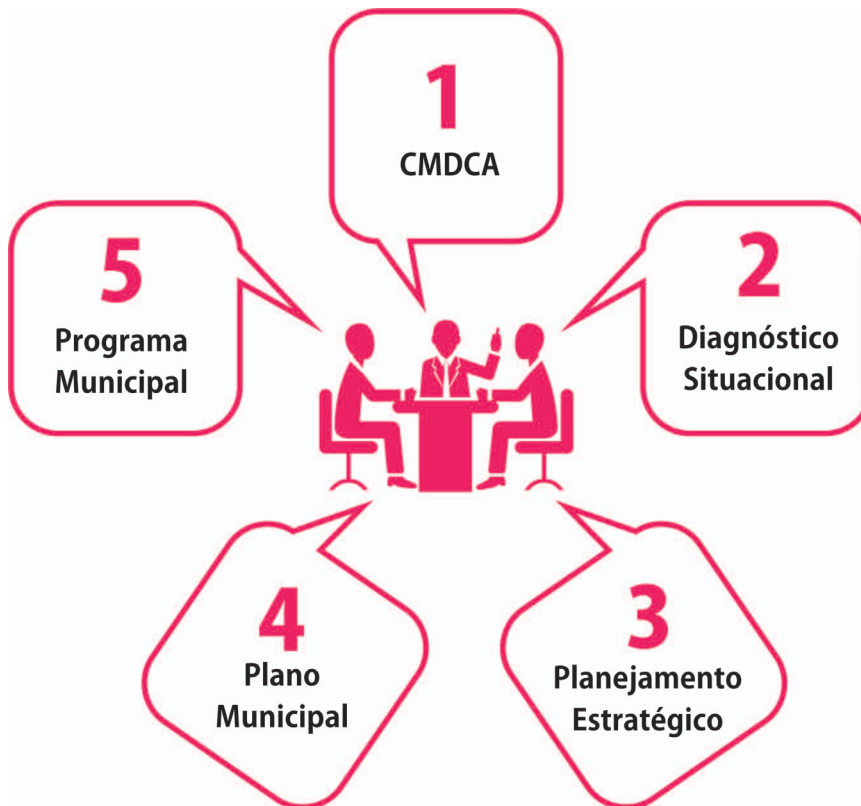 1
CMDCA
2
Diagnóstico
Situacional
3
Planejamento
Estratégico
4
Plano
Municipal
5
Programa
Municipal